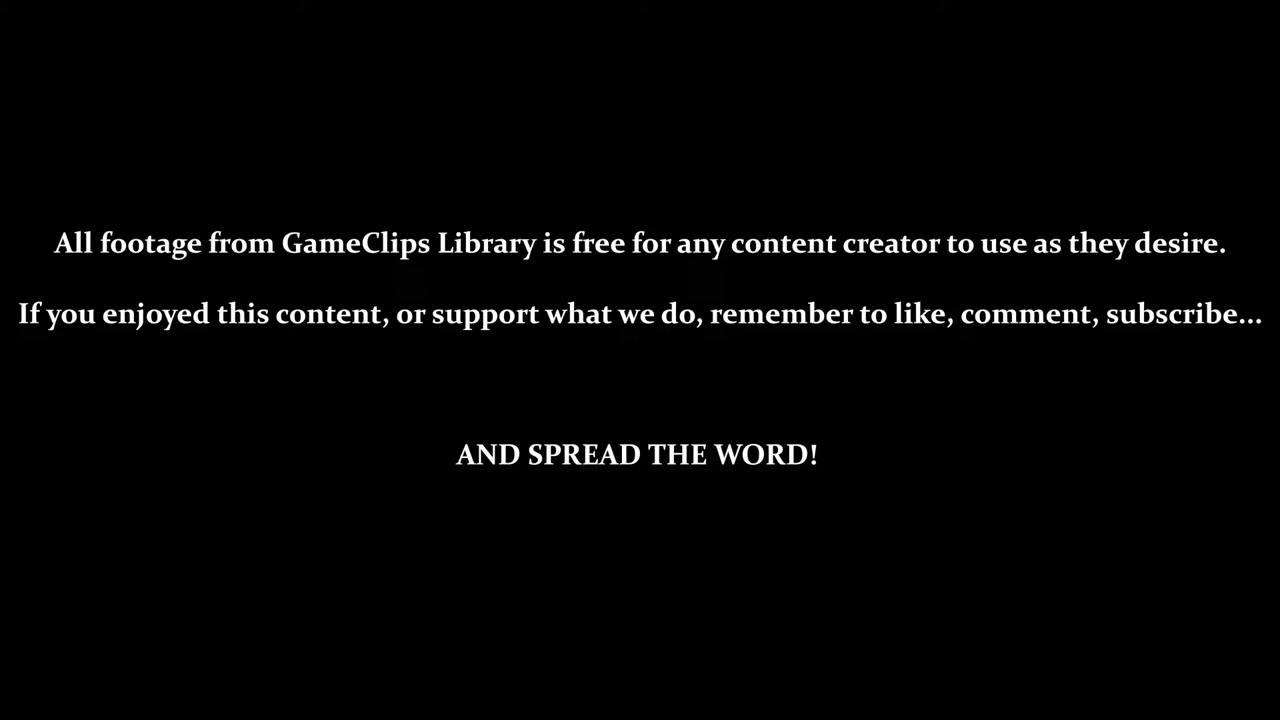 All footage from GameClips Library is free for any content creator to use as they desire.
If you enjoyed this content, or support what we do, remember to like, comment, subscribe...
AND SPREAD THE WORD!